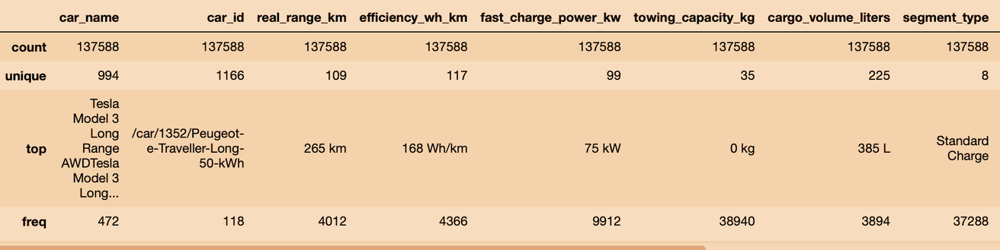 car_name car_id real_range_km efficiency_wh_km fast_charge_power_kw towing_capacity_kg cargo_volume_liters segment_type
count 137588 137588 137588 137588 137588 137588 137588 137588
unique 994 1166 109 117 99 35 225 8
top Tesla Model 3 Long Range AWDTesla Model 3 Long... /car/1352/Peugeot-e-Traveller-Long-50-kWh 265 km 168 Wh/km 75 kW 0 kg 385 L Standard Charge
freq 472 118 4012 4366 9912 38940 3894 37288